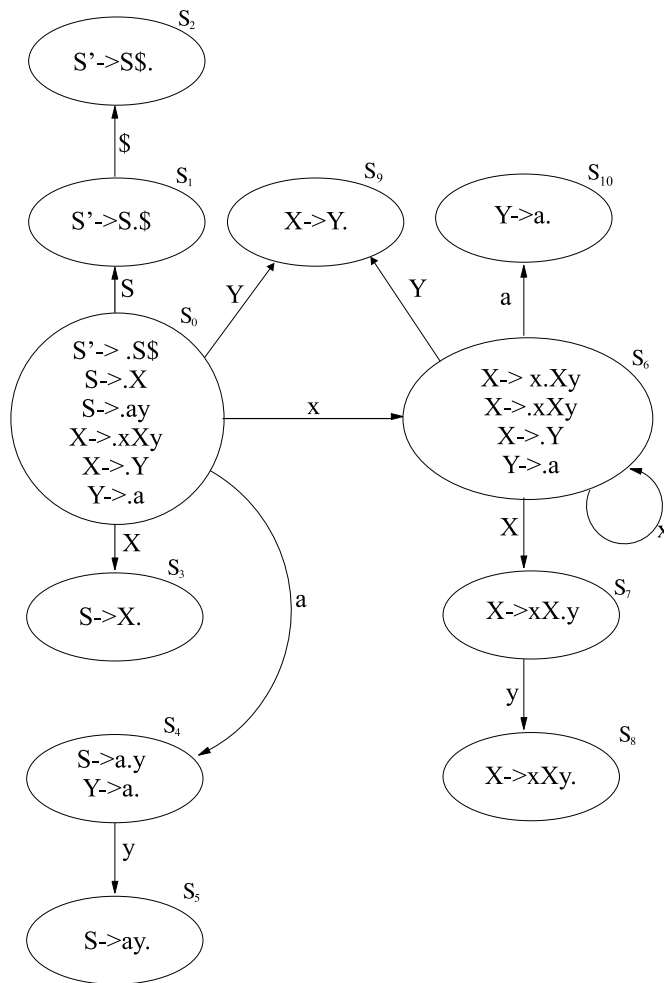 S₂
S’->S$.
$
S₁
S’->S.$
S
S₉
X->Y.
Y
Y
S₁₀
Y->a.
a
S₀
S’-> .S$
S->.X
S->.ay
X->.xXy
X->.Y
Y->.a
x
S₆
X-> x.Xy
X->.xXy
X->.Y
Y->.a
x
X
S₃
S->X.
a
X
S₇
X->xX.y
y
S₈
X->xXy.
S₄
S->a.y
Y->a.
y
S₅
S->ay.